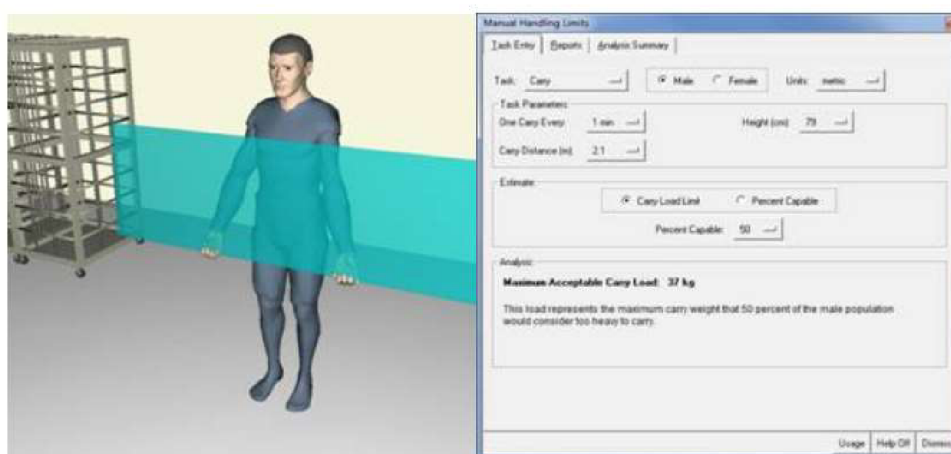 Manual Handling Limits
Task Entry Reports Analysis Summary
Task: Carry Male Female Units: metric
Task Parameters
One Carry Every: 1 min Height (cm): 79
Carry Distance (m): 2.1
Estimate
Carry Load Limit Percent Capable
Percent Capable: 50
Analysis
Maximum Acceptable Carry Load: 37 kg
This load represents the maximum carry weight that 50 percent of the male population
would consider too heavy to carry.
Usage Help Off Dismiss